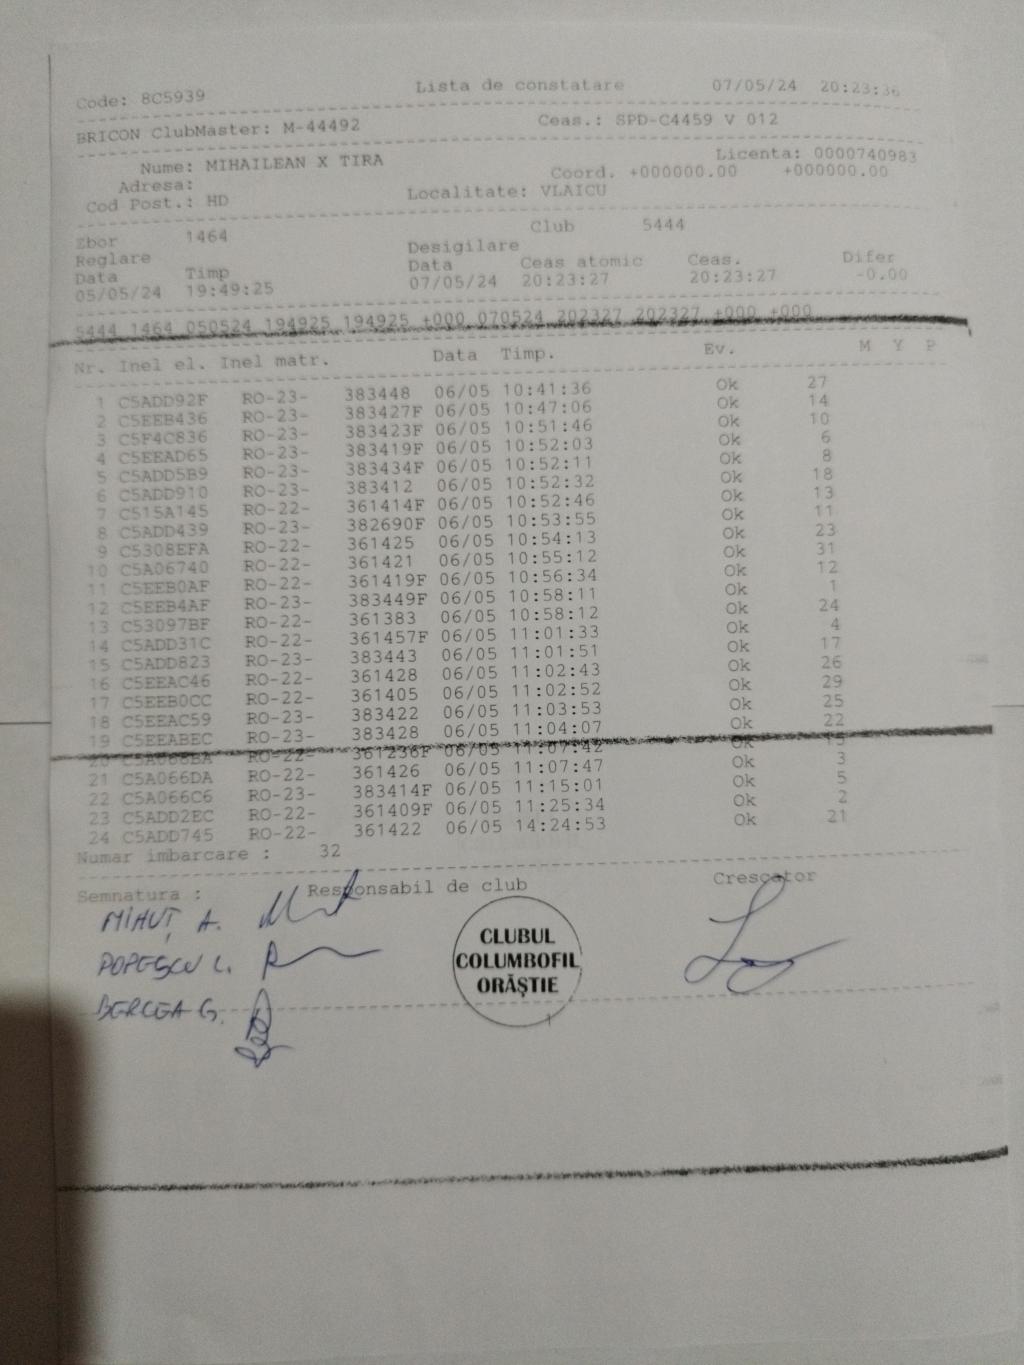 Code: 8C5939 Lista de constatare 07/05/24 20:23:36
BRICON ClubMaster: M-44492 Ceas.: SPD-C4459 V 012
Nume: MIHAILEAN X TIRA Licenta: 0000740983
Adresa: Coord. +000000.00 +000000.00
Cod Post.: HD Localitate: VLAICU
Zbor 1464 Club 5444
Reglare Desigilare
Data Timp Data Ceas atomic Ceas. Difer
05/05/24 19:49:25 07/05/24 20:23:27 20:23:27 -0.00
5444 1464 050524 194925 194925 +000 070524 202327 202327 +000 +000
Nr. Inel el. Inel matr. Data Timp. Ev. M Y P
1 C5ADD92F RO-23- 383448 06/05 10:41:36 Ok 27
2 C5EEB436 RO-23- 383427F 06/05 10:47:06 Ok 14
3 C5F4C836 RO-23- 383423F 06/05 10:51:46 Ok 10
4 C5EEAD65 RO-23- 383419F 06/05 10:52:03 Ok 6
5 C5ADD5B9 RO-23- 383434F 06/05 10:52:11 Ok 8
6 C5ADD910 RO-23- 383412 06/05 10:52:32 Ok 18
7 C515A145 RO-22- 361414F 06/05 10:52:46 Ok 13
8 C5ADD439 RO-23- 382690F 06/05 10:53:55 Ok 11
9 C5308EFA RO-22- 361425 06/05 10:54:13 Ok 23
10 C5A06740 RO-22- 361421 06/05 10:55:12 Ok 31
11 C5EEB0AF RO-22- 361419F 06/05 10:56:34 Ok 12
12 C5EEB4AF RO-23- 383449F 06/05 10:58:11 Ok 1
13 C53097BF RO-22- 361383 06/05 10:58:12 Ok 24
14 C5ADD31C RO-22- 361457F 06/05 11:01:33 Ok 4
15 C5ADD823 RO-23- 383443 06/05 11:01:51 Ok 17
16 C5EEAC46 RO-22- 361428 06/05 11:02:43 Ok 26
17 C5EEB0CC RO-22- 361405 06/05 11:02:52 Ok 29
18 C5EEAC59 RO-23- 383422 06/05 11:03:53 Ok 25
19 C5EEABEC RO-23- 383428 06/05 11:04:07 Ok 22
20 C5A066BA RO-22- 361236F 06/05 11:07:42 Ok 15
21 C5A066DA RO-22- 361426 06/05 11:07:47 Ok 3
22 C5A066C6 RO-23- 383414F 06/05 11:15:01 Ok 5
23 C5ADD2EC RO-22- 361409F 06/05 11:25:34 Ok 2
24 C5ADD745 RO-22- 361422 06/05 14:24:53 Ok 21
Numar imbarcare : 32
Semnatura : Responsabil de club Crescator
MIHUȚ A.
POPESCU L.
BERCEA G.
CLUBUL
COLUMBOFIL
ORĂȘTIE